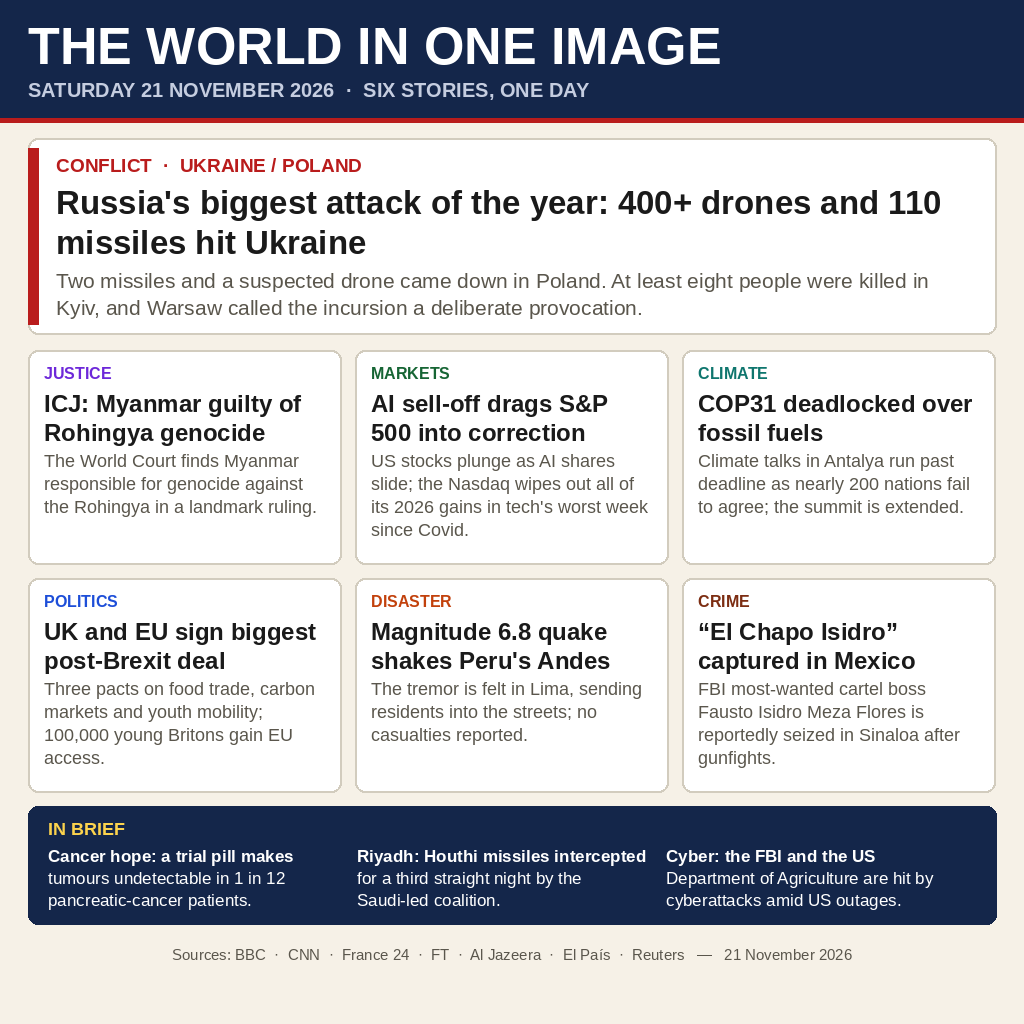 THE WORLD IN ONE IMAGE
SATURDAY 21 NOVEMBER 2026 · SIX STORIES, ONE DAY
CONFLICT · UKRAINE / POLAND
Russia's biggest attack of the year: 400+ drones and 110
missiles hit Ukraine
Two missiles and a suspected drone came down in Poland. At least eight people were killed in
Kyiv, and Warsaw called the incursion a deliberate provocation.
JUSTICE
ICJ: Myanmar guilty of
Rohingya genocide
The World Court finds Myanmar
responsible for genocide against
the Rohingya in a landmark ruling.
MARKETS
AI sell-off drags S&P
500 into correction
US stocks plunge as AI shares
slide; the Nasdaq wipes out all of
its 2026 gains in tech's worst week
since Covid.
CLIMATE
COP31 deadlocked over
fossil fuels
Climate talks in Antalya run past
deadline as nearly 200 nations fail
to agree; the summit is extended.
POLITICS
UK and EU sign biggest
post-Brexit deal
Three pacts on food trade, carbon
markets and youth mobility;
100,000 young Britons gain EU
access.
DISASTER
Magnitude 6.8 quake
shakes Peru's Andes
The tremor is felt in Lima, sending
residents into the streets; no
casualties reported.
CRIME
“El Chapo Isidro”
captured in Mexico
FBI most-wanted cartel boss
Fausto Isidro Meza Flores is
reportedly seized in Sinaloa after
gunfights.
IN BRIEF
Cancer hope: a trial pill makes
tumours undetectable in 1 in 12
pancreatic-cancer patients.
Riyadh: Houthi missiles intercepted
for a third straight night by the
Saudi-led coalition.
Cyber: the FBI and the US
Department of Agriculture are hit by
cyberattacks amid US outages.
Sources: BBC · CNN · France 24 · FT · Al Jazeera · El País · Reuters — 21 November 2026